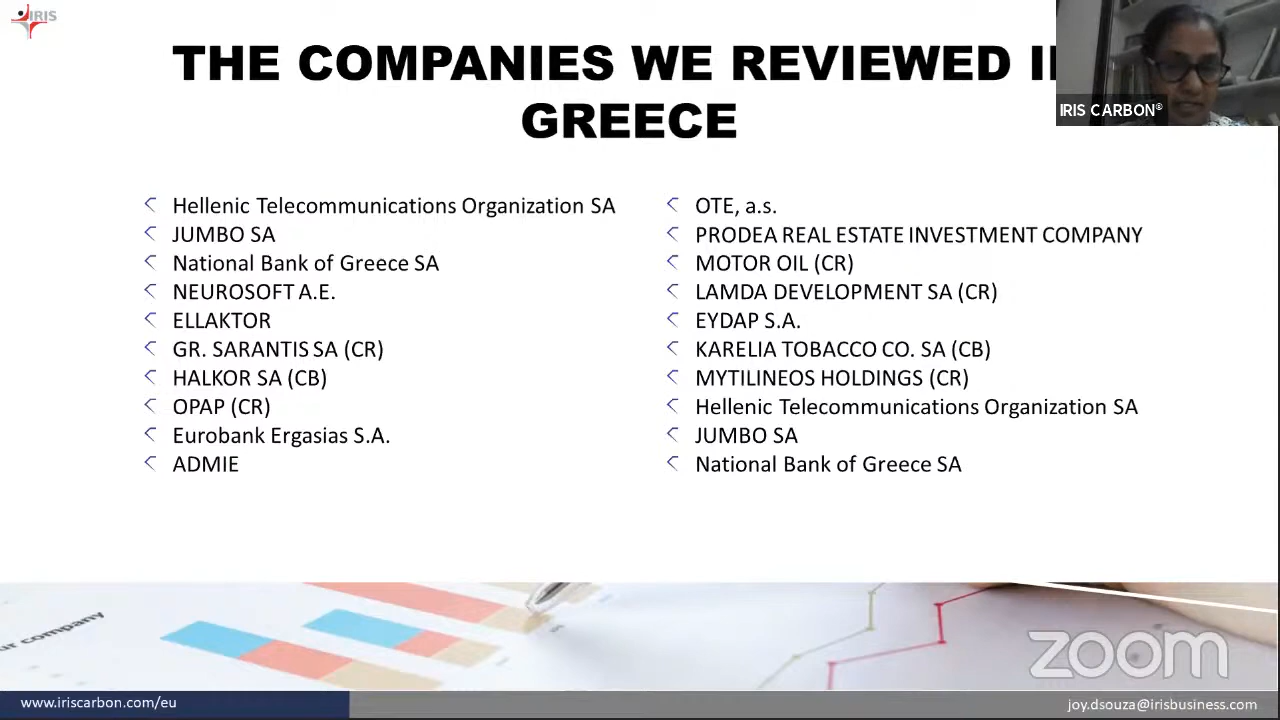 IRIS
THE COMPANIES WE REVIEWED
GREECE
IRIS CARBON®
Hellenic Telecommunications Organization SA
JUMBO SA
National Bank of Greece SA
NEUROSOFT A.E.
ELLAKTOR
GR. SARANTIS SA (CR)
HALKOR SA (CB)
OPAP (CR)
Eurobank Ergasias S.A.
ADMIE
OTE, a.s.
PRODEA REAL ESTATE INVESTMENT COMPANY
MOTOR OIL (CR)
LAMDA DEVELOPMENT SA (CR)
EYDAP S.A.
KARELIA TOBACCO CO. SA (CB)
MYTILINEOS HOLDINGS (CR)
Hellenic Telecommunications Organization SA
JUMBO SA
National Bank of Greece SA
company
zoom
www.iriscarbon.com/eu
joy.dsouza@irisbusiness.com